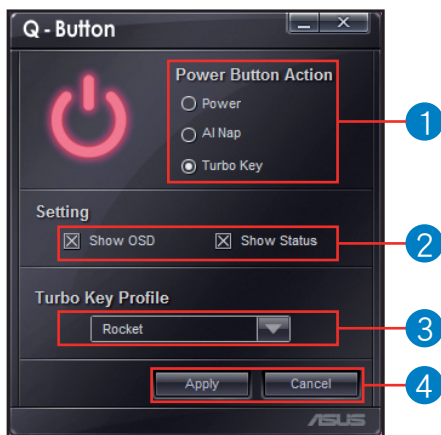 Q - Button
Power Button Action
Power
AI Nap
Turbo Key
1
Setting
Show OSD Show Status
2
Turbo Key Profile
Rocket
3
Apply Cancel
4
ASUS